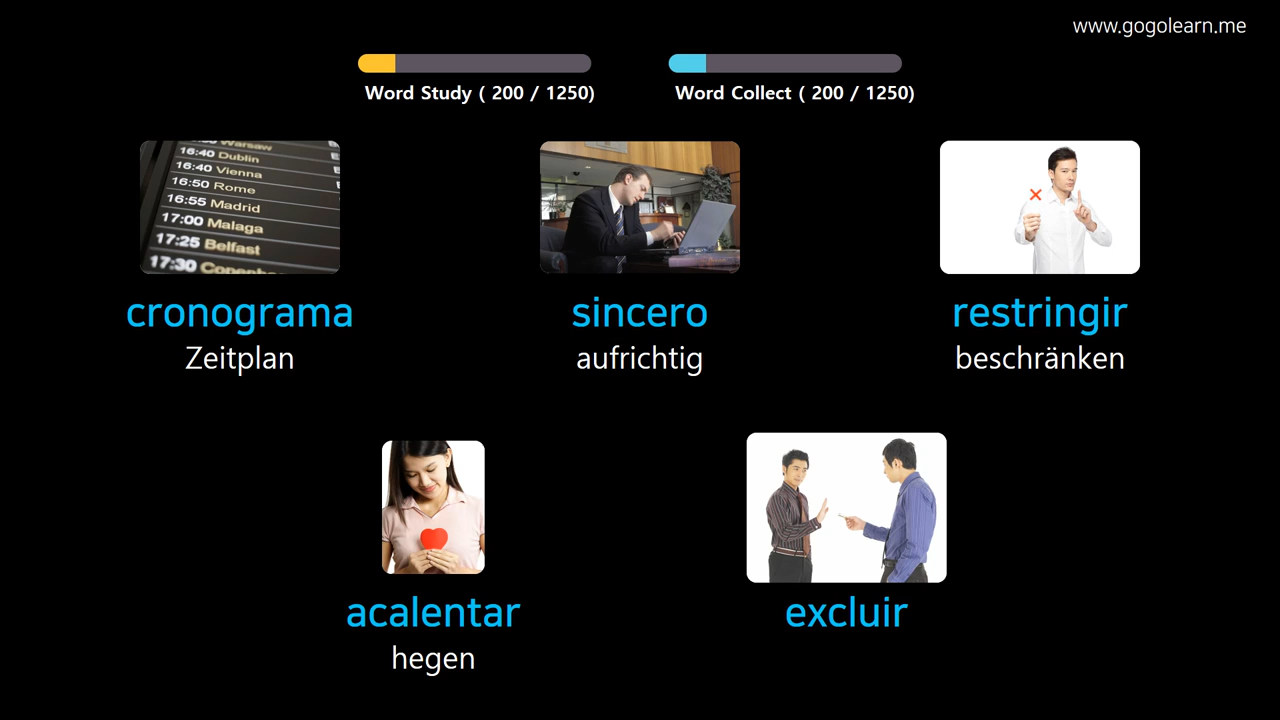 www.gogolearn.me
Word Study ( 200 / 1250)
Word Collect ( 200 / 1250)
16:40 Dublin
16:40 Vienna
16:50 Rome
16:55 Madrid
17:00 Malaga
17:25 Belfast
17:30
cronograma
Zeitplan
sincero
aufrichtig
restringir
beschränken
acalentar
hegen
excluir